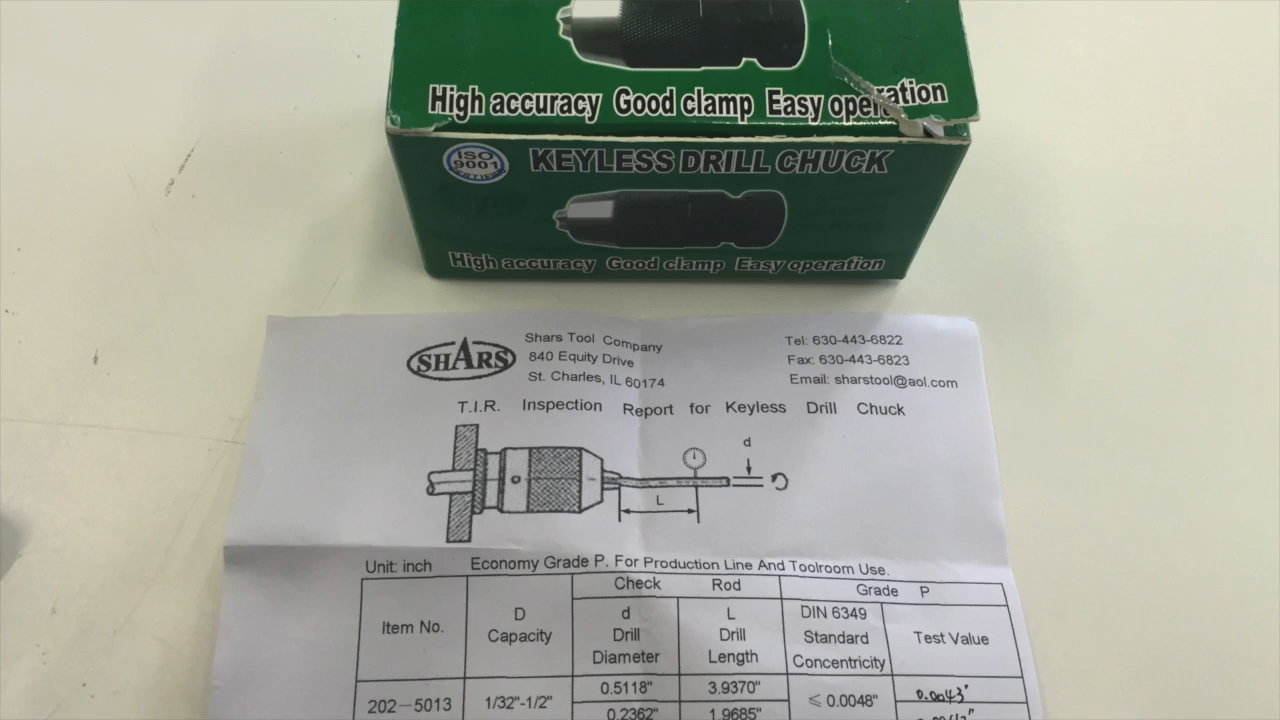 High accuracy Good clamp Easy operation
ISO 9001
KEYLESS DRILL CHUCK
High accuracy Good clamp Easy operation
SHARS
Shars Tool Company
840 Equity Drive
St. Charles, IL 60174
Tel: 630-443-6822
Fax: 630-443-6823
Email: sharstool@aol.com
T.I.R. Inspection Report for Keyless Drill Chuck
d
L
Unit: inch Economy Grade P. For Production Line And Toolroom Use.
Item No.
D
Capacity
Check Rod
d
Drill
Diameter
L
Drill
Length
Grade P
DIN 6349
Standard
Concentricity
Test Value
202-5013 1/32"-1/2" 0.5118" 3.9370" ≤ 0.0048" 0.0043"
0.2362" 1.9685"